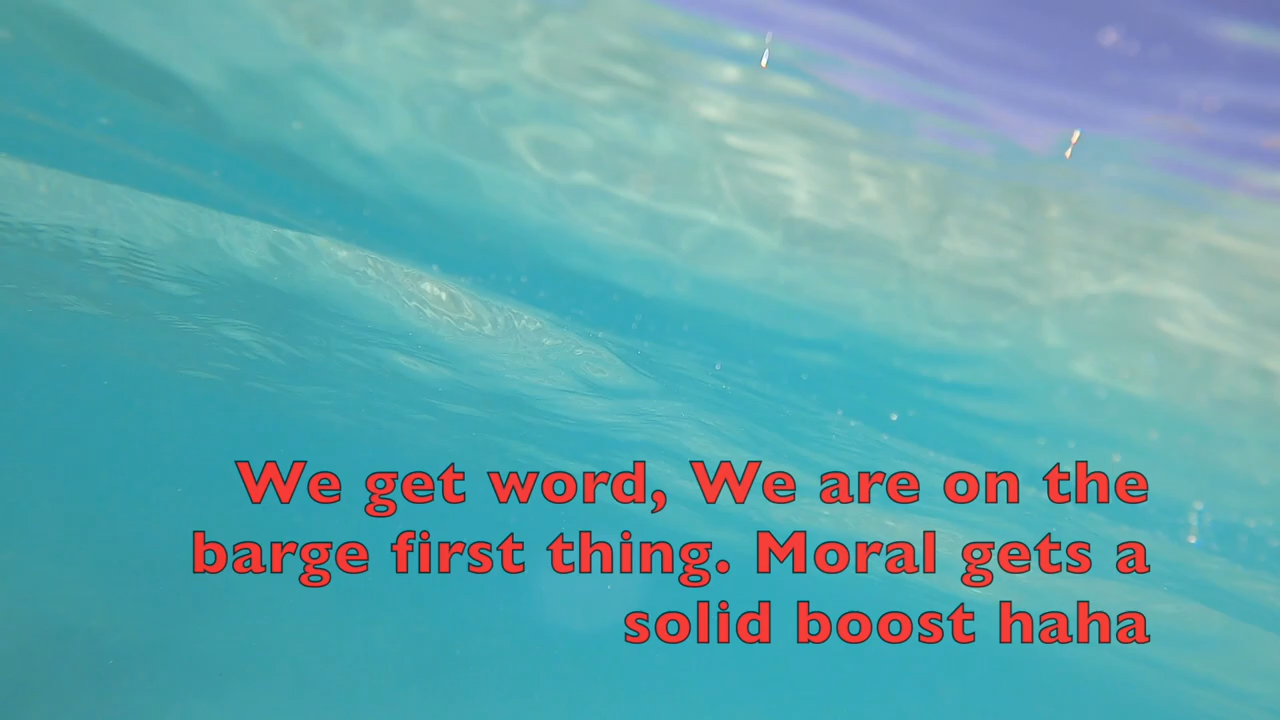 We get word, We are on the
barge first thing. Moral gets a
solid boost haha